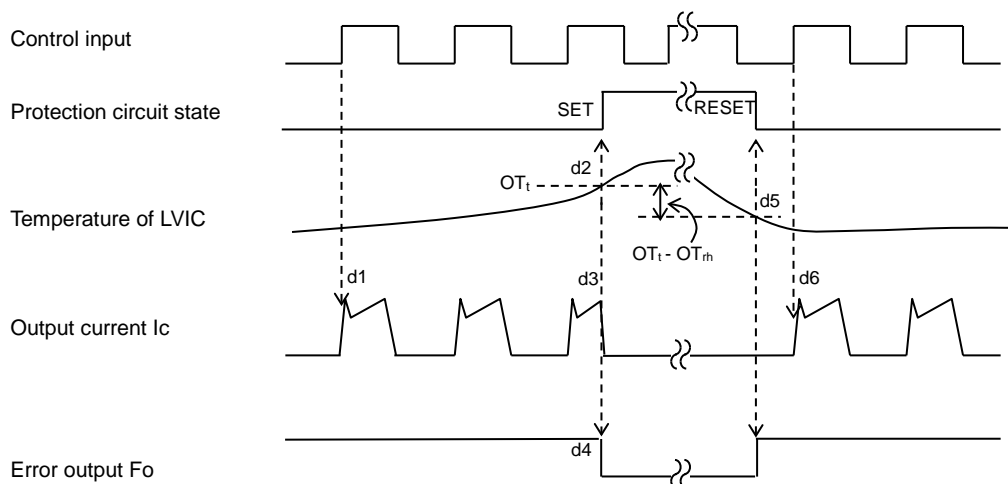 Control input
Protection circuit state
SET
RESET
d2
OTt
d5
Temperature of LVIC
OTt - OTrh
d1
d3
d6
Output current Ic
d4
Error output Fo